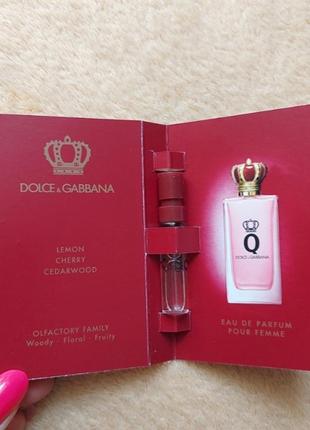 DOLCE & GABBANA
LEMON
CHERRY
CEDARWOOD
OLFACTORY FAMILY
Woody - Floral - Fruity
Q
DOLCE & GABBANA
EAU DE PARFUM
POUR FEMME